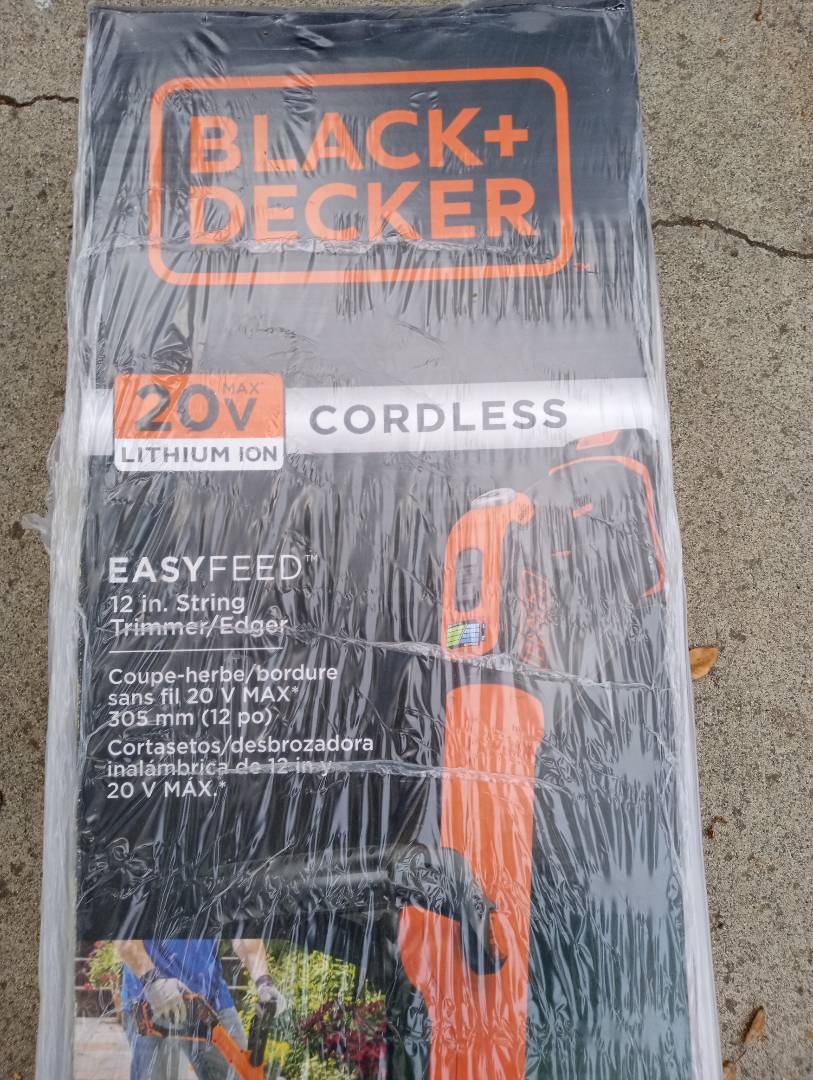 BLACK+
DECKER™
20V MAX*
LITHIUM ION
CORDLESS
EASYFEED™
12 in. String
Trimmer/Edger
Coupe-herbe/bordure
sans fil 20 V MAX*
305 mm (12 po)
Cortasetos/desbrozadora
inalámbrica de 12 in y
20 V MÁX.*